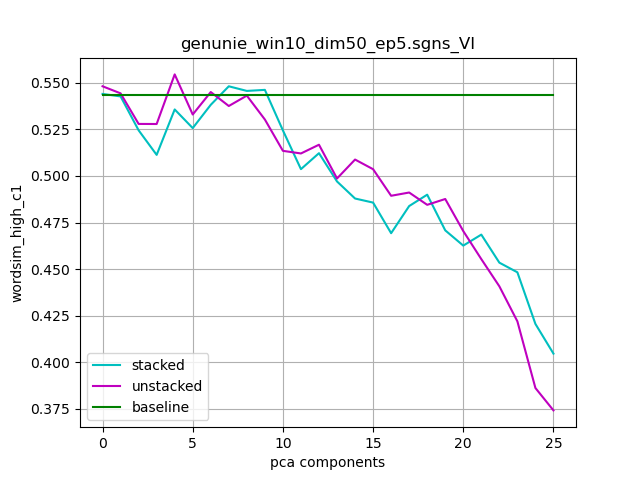 genunie_win10_dim50_ep5.sgns_VI
wordsim_high_c1
0.550
0.525
0.500
0.475
0.450
0.425
0.400
0.375
stacked
unstacked
baseline
0 5 10 15 20 25
pca components